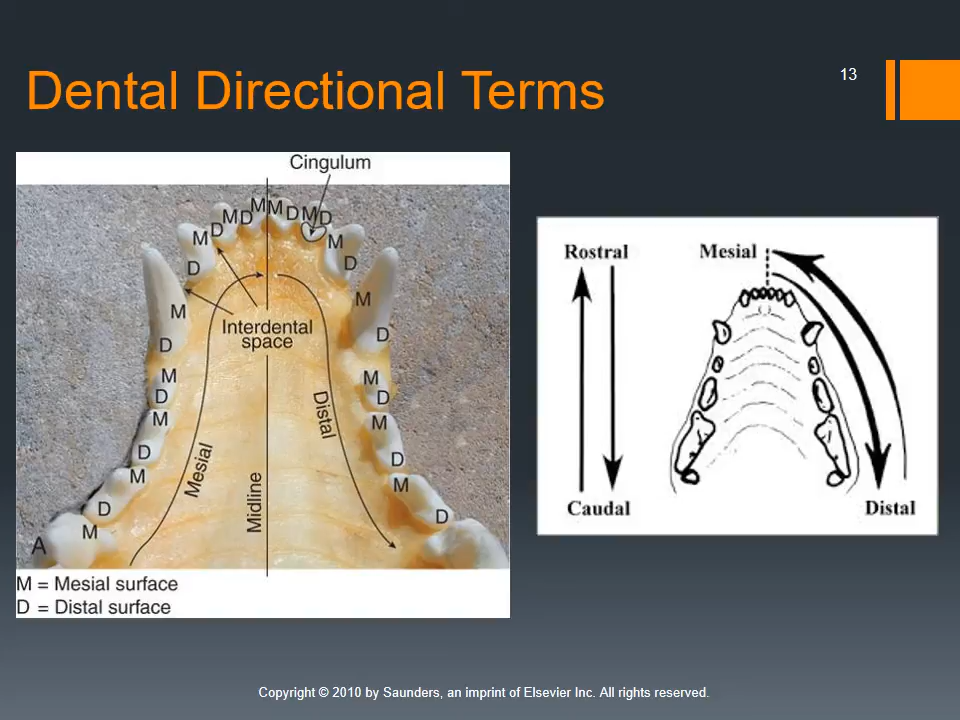 Dental Directional Terms
13
Cingulum
M M D M D
D M D
M D M
D M D
M M
Interdental
space
D D
M M
D D
M M
Distal
D D
Mesial
M M
Midline
D D
M
A
M = Mesial surface
D = Distal surface
Rostral Mesial
Caudal Distal
Copyright © 2010 by Saunders, an imprint of Elsevier Inc. All rights reserved.